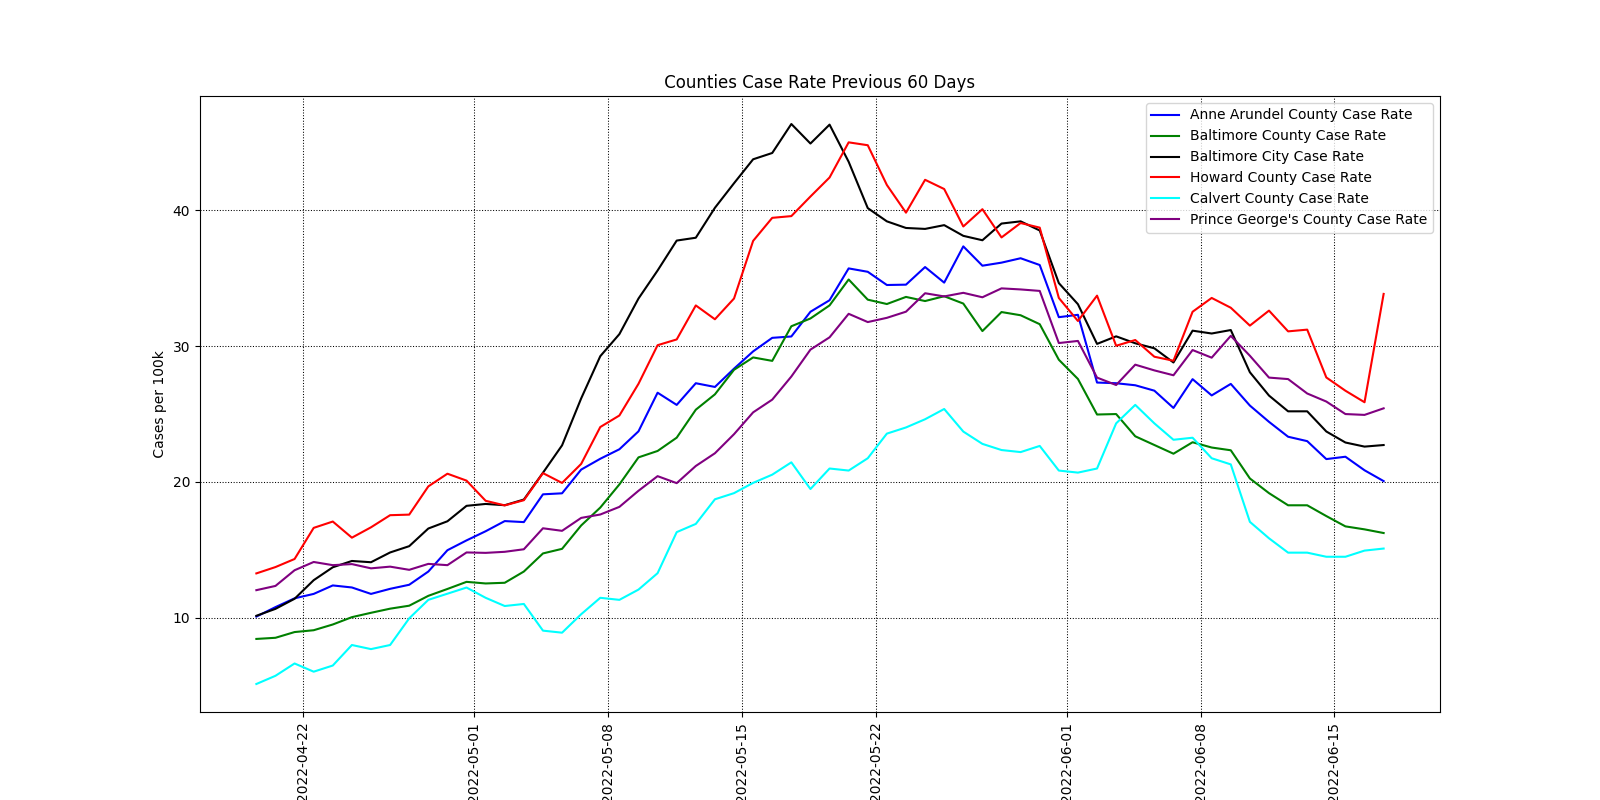 Counties Case Rate Previous 60 Days
Anne Arundel County Case Rate
Baltimore County Case Rate
Baltimore City Case Rate
Howard County Case Rate
Calvert County Case Rate
Prince George's County Case Rate
Cases per 100k
40
30
20
10
2022-04-22
2022-05-01
2022-05-08
2022-05-15
2022-05-22
2022-06-01
2022-06-08
2022-06-15